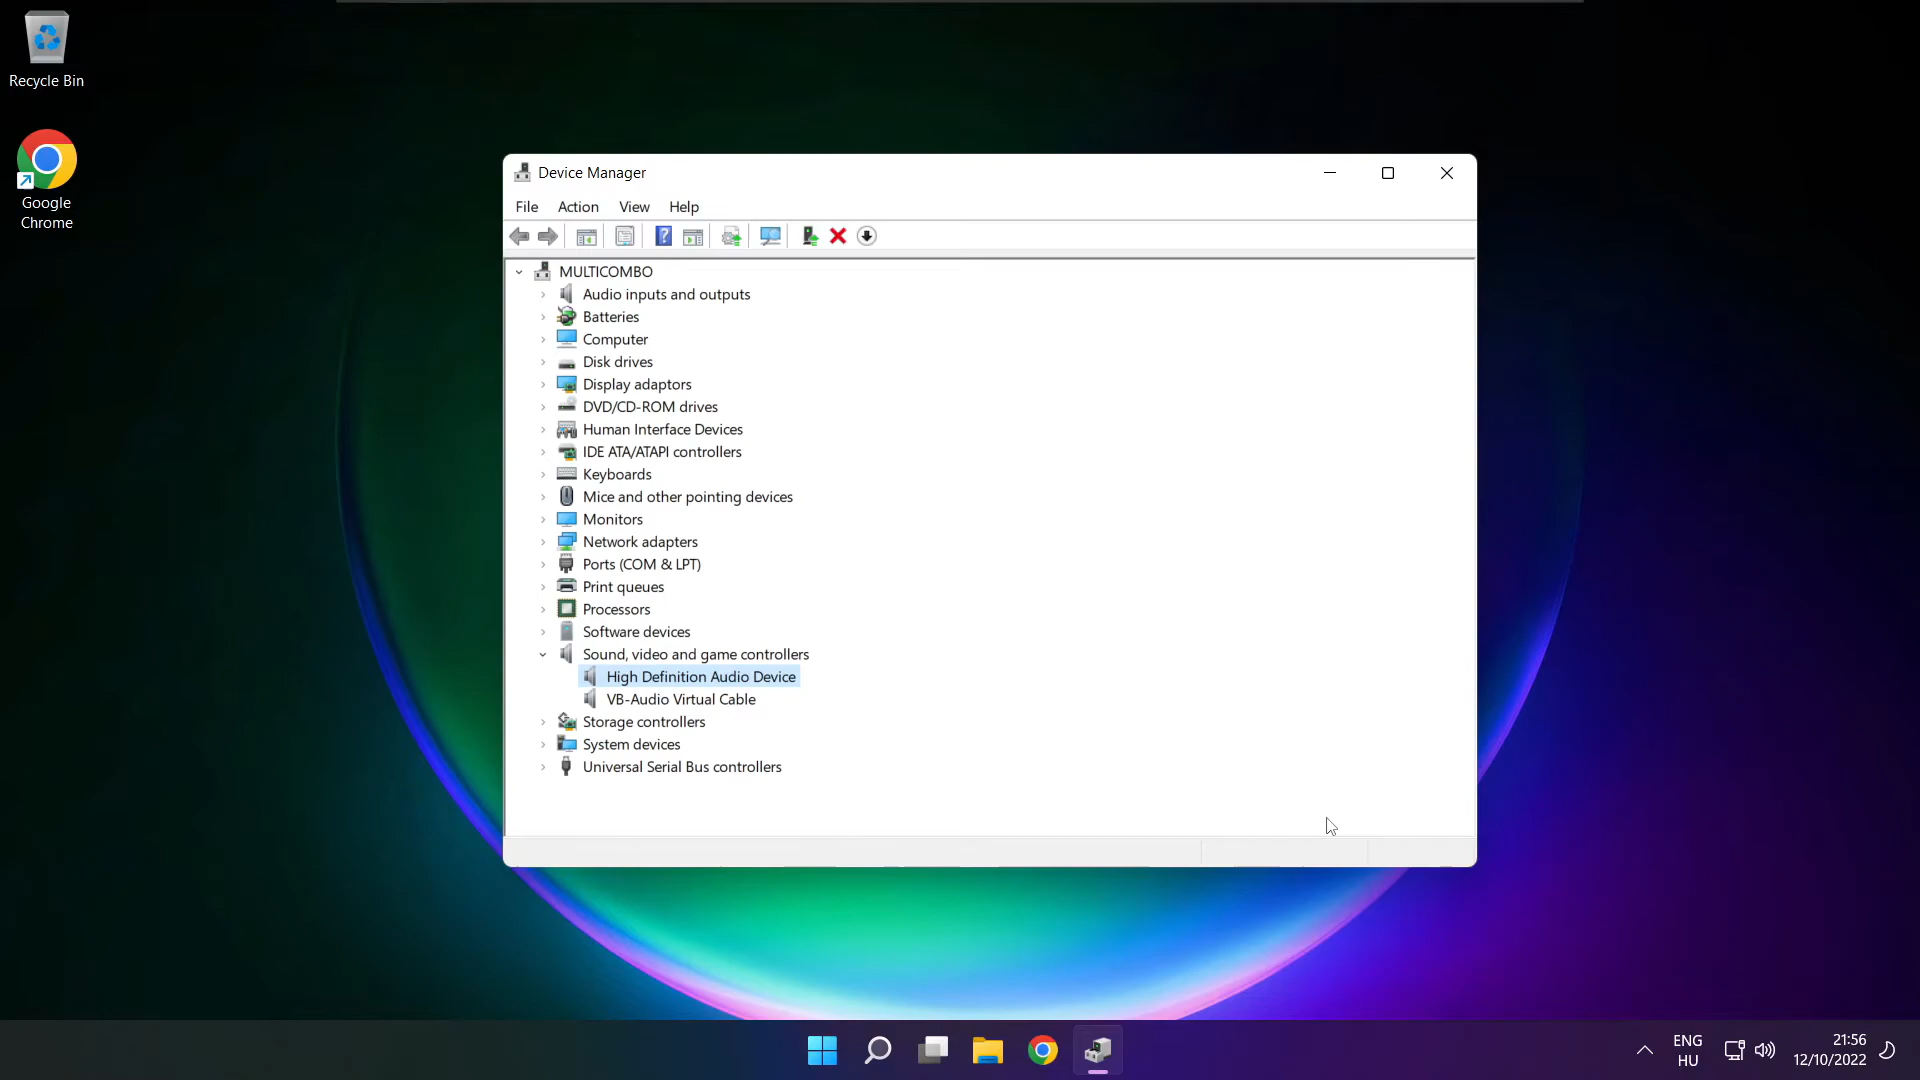 Recycle Bin
Google
Chrome
Device Manager
File Action View Help
MULTICOMBO
Audio inputs and outputs
Batteries
Computer
Disk drives
Display adaptors
DVD/CD-ROM drives
Human Interface Devices
IDE ATA/ATAPI controllers
Keyboards
Mice and other pointing devices
Monitors
Network adapters
Ports (COM & LPT)
Print queues
Processors
Software devices
Sound, video and game controllers
High Definition Audio Device
VB-Audio Virtual Cable
Storage controllers
System devices
Universal Serial Bus controllers
ENG
HU
21:56
12/10/2022